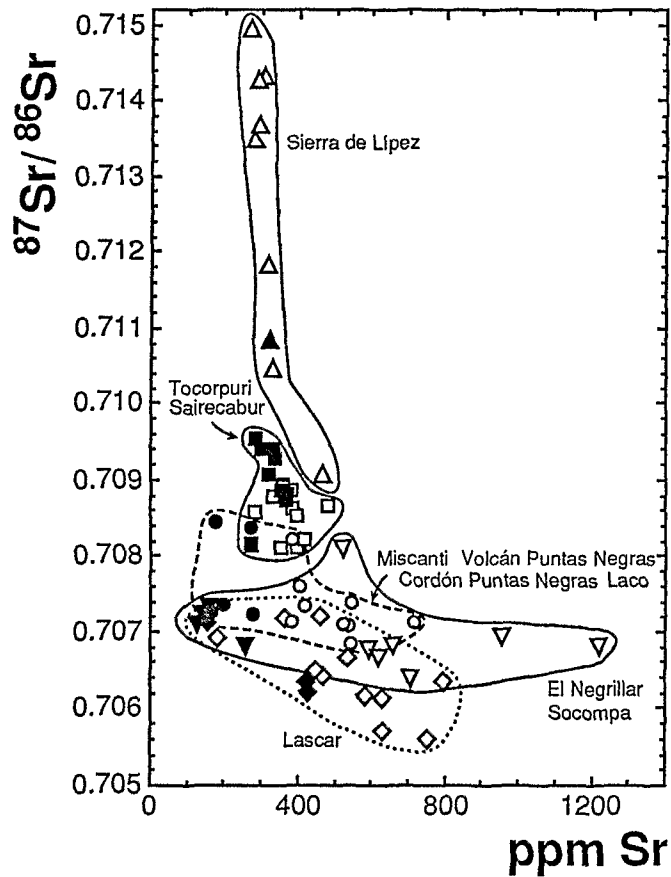 87Sr/ 86Sr
0.715
0.714
Sierra de Lípez
0.713
0.712
0.711
0.710
Tocorpuri
Sairecabur
0.709
0.708
Miscanti Volcán Puntas Negras
Cordón Puntas Negras Laco
0.707
El Negrillar
Socompa
0.706
Lascar
0.705
0 400 800 1200
ppm Sr